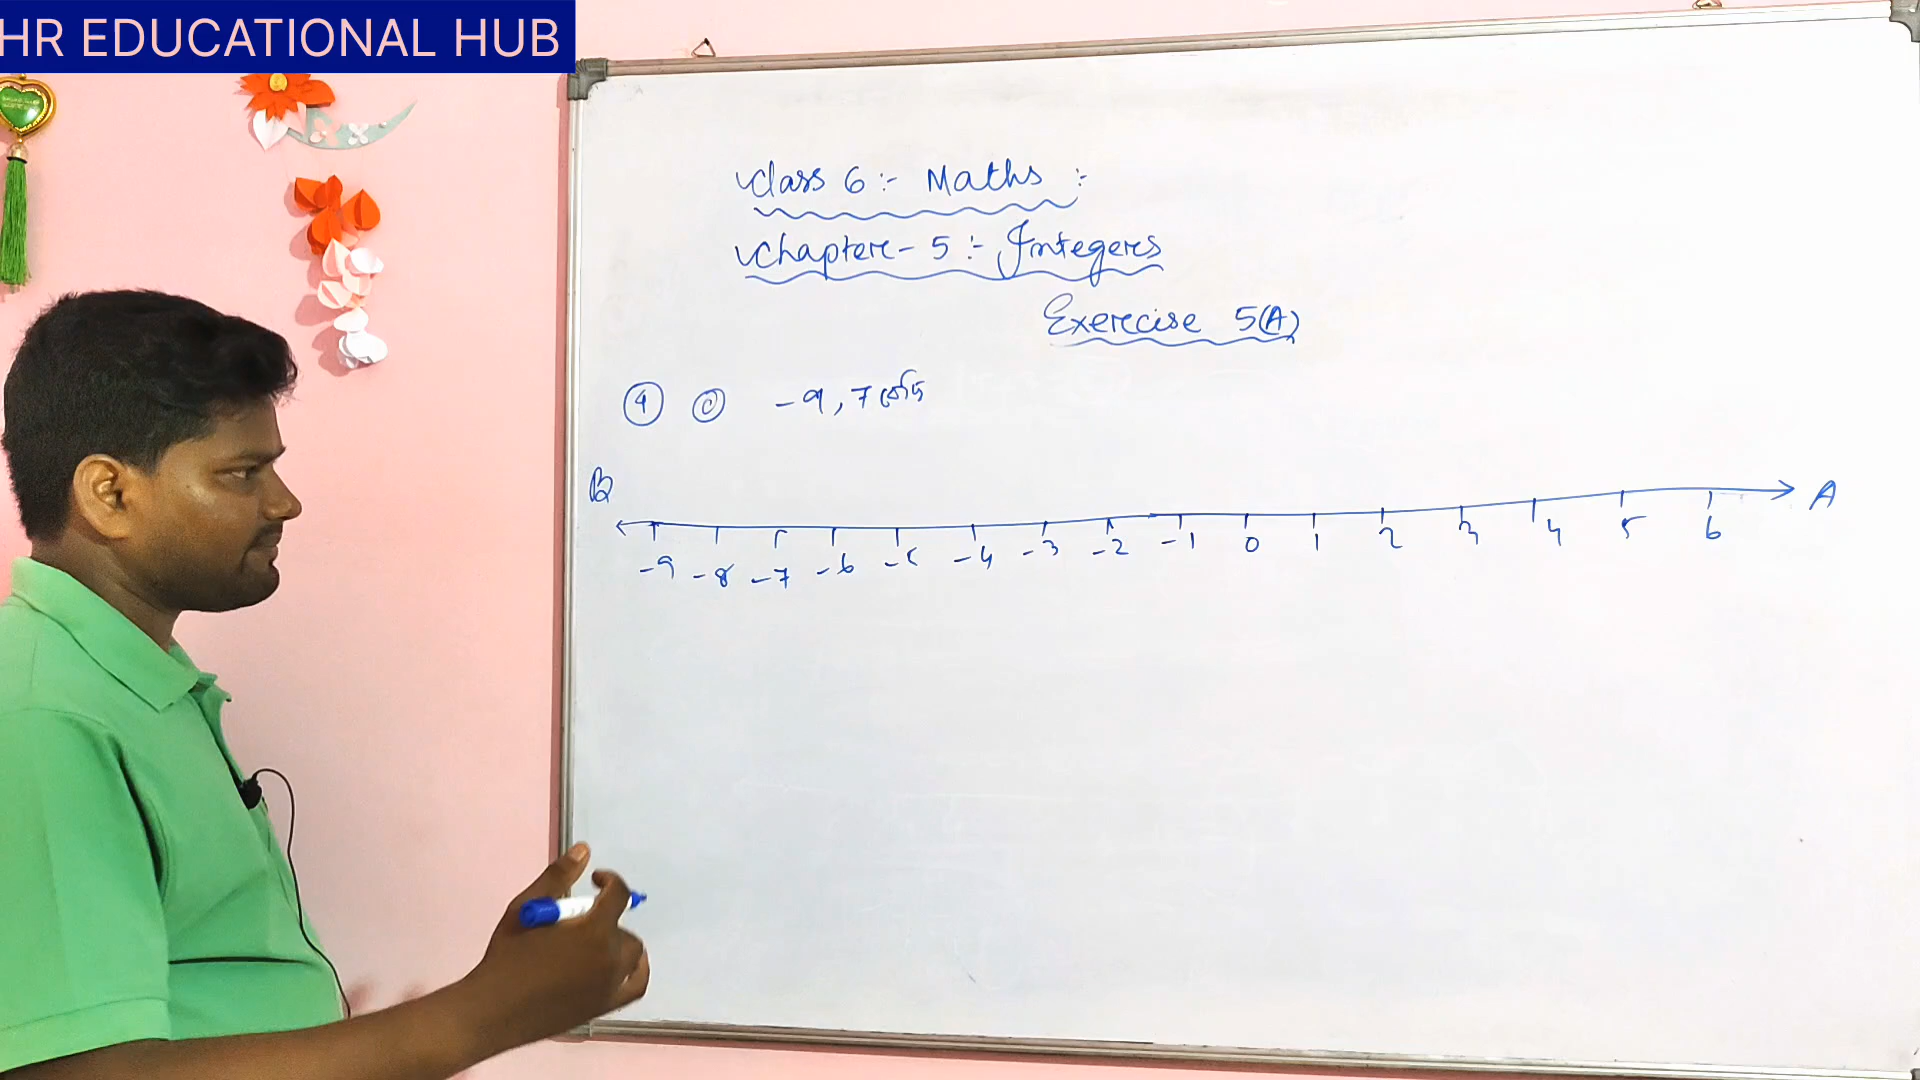 HR EDUCATIONAL HUB
Class 6 :- Maths :-
Chapter - 5 :- Integers
Exercise 5(A)
4 c -9, 7
B A
-9 -8 -7 -6 -5 -4 -3 -2 -1 0 1 2 3 4 5 6